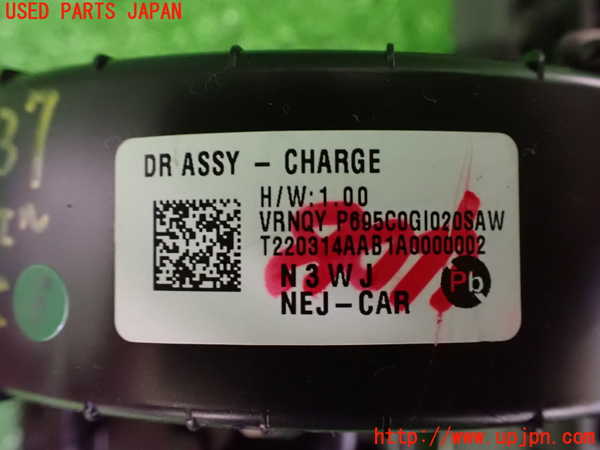 USED PARTS JAPAN
37
DR ASSY - CHARGE
H/W:1.00
VRNQY P695C0GI020SAW
T220314AAB1A0000002
N3WJ
NEJ-CAR
Pb
http://www.upjpn.com